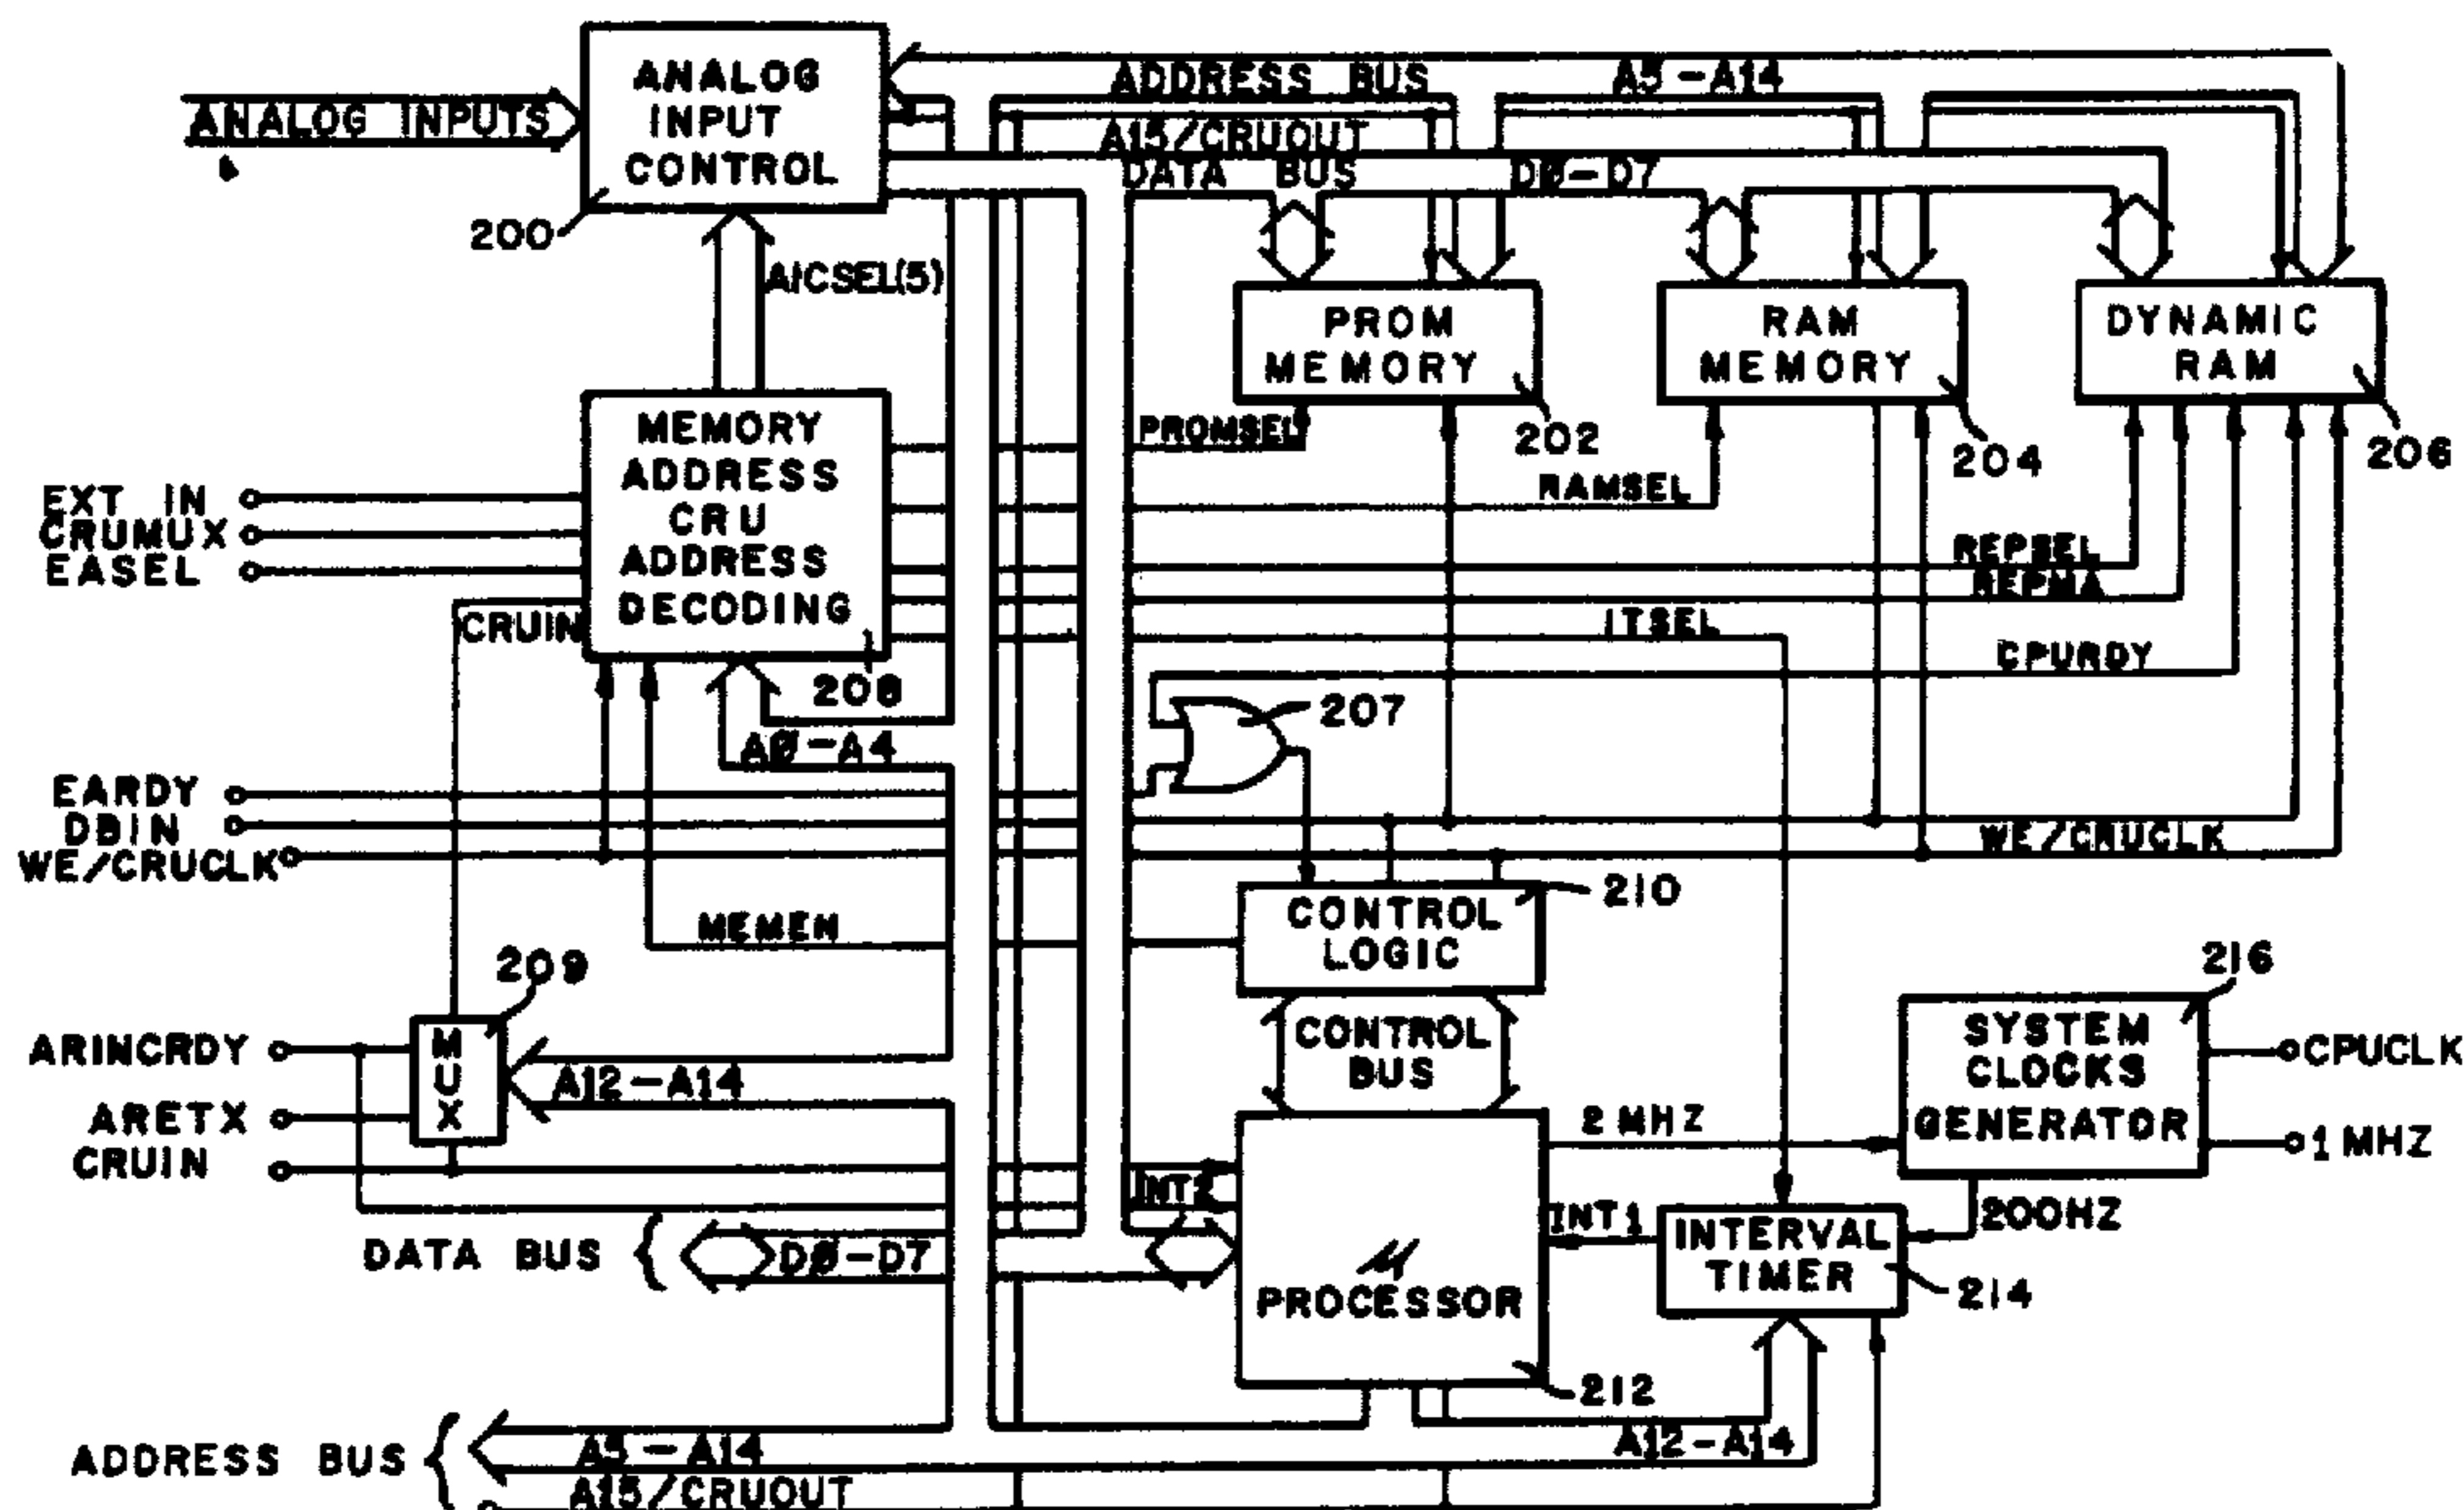 ANALOG
INPUT
CONTROL
ANALOG INPUTS
200
ADDRESS BUS A5-A14
A15/CRUOUT
DATA BUS DØ-D7
AICSEL(5)
PROM
MEMORY
202
RAM
MEMORY
204
DYNAMIC
RAM
206
MEMORY
ADDRESS
CRU
ADDRESS
DECODING
208
PROMSEL
RAMSEL
REPSEL
REPMA
ITSEL
CPURDY
EXT IN
CRUMUX
EASEL
CRUIN
AØ-A4
207
EARDY
DBIN
WE/CRUCLK
WE/CRUCLK
MEMEN
CONTROL
LOGIC
210
209
MUX
ARINCRDY
ARETX
CRUIN
A12-A14
CONTROL
BUS
216
SYSTEM
CLOCKS
GENERATOR
CPUCLK
1 MHZ
2 MHZ
200HZ
INT1
INTERVAL
TIMER
214
DATA BUS { DØ-D7
μ
PROCESSOR
212
A12-A14
ADDRESS BUS {
A5-A14
A15/CRUOUT